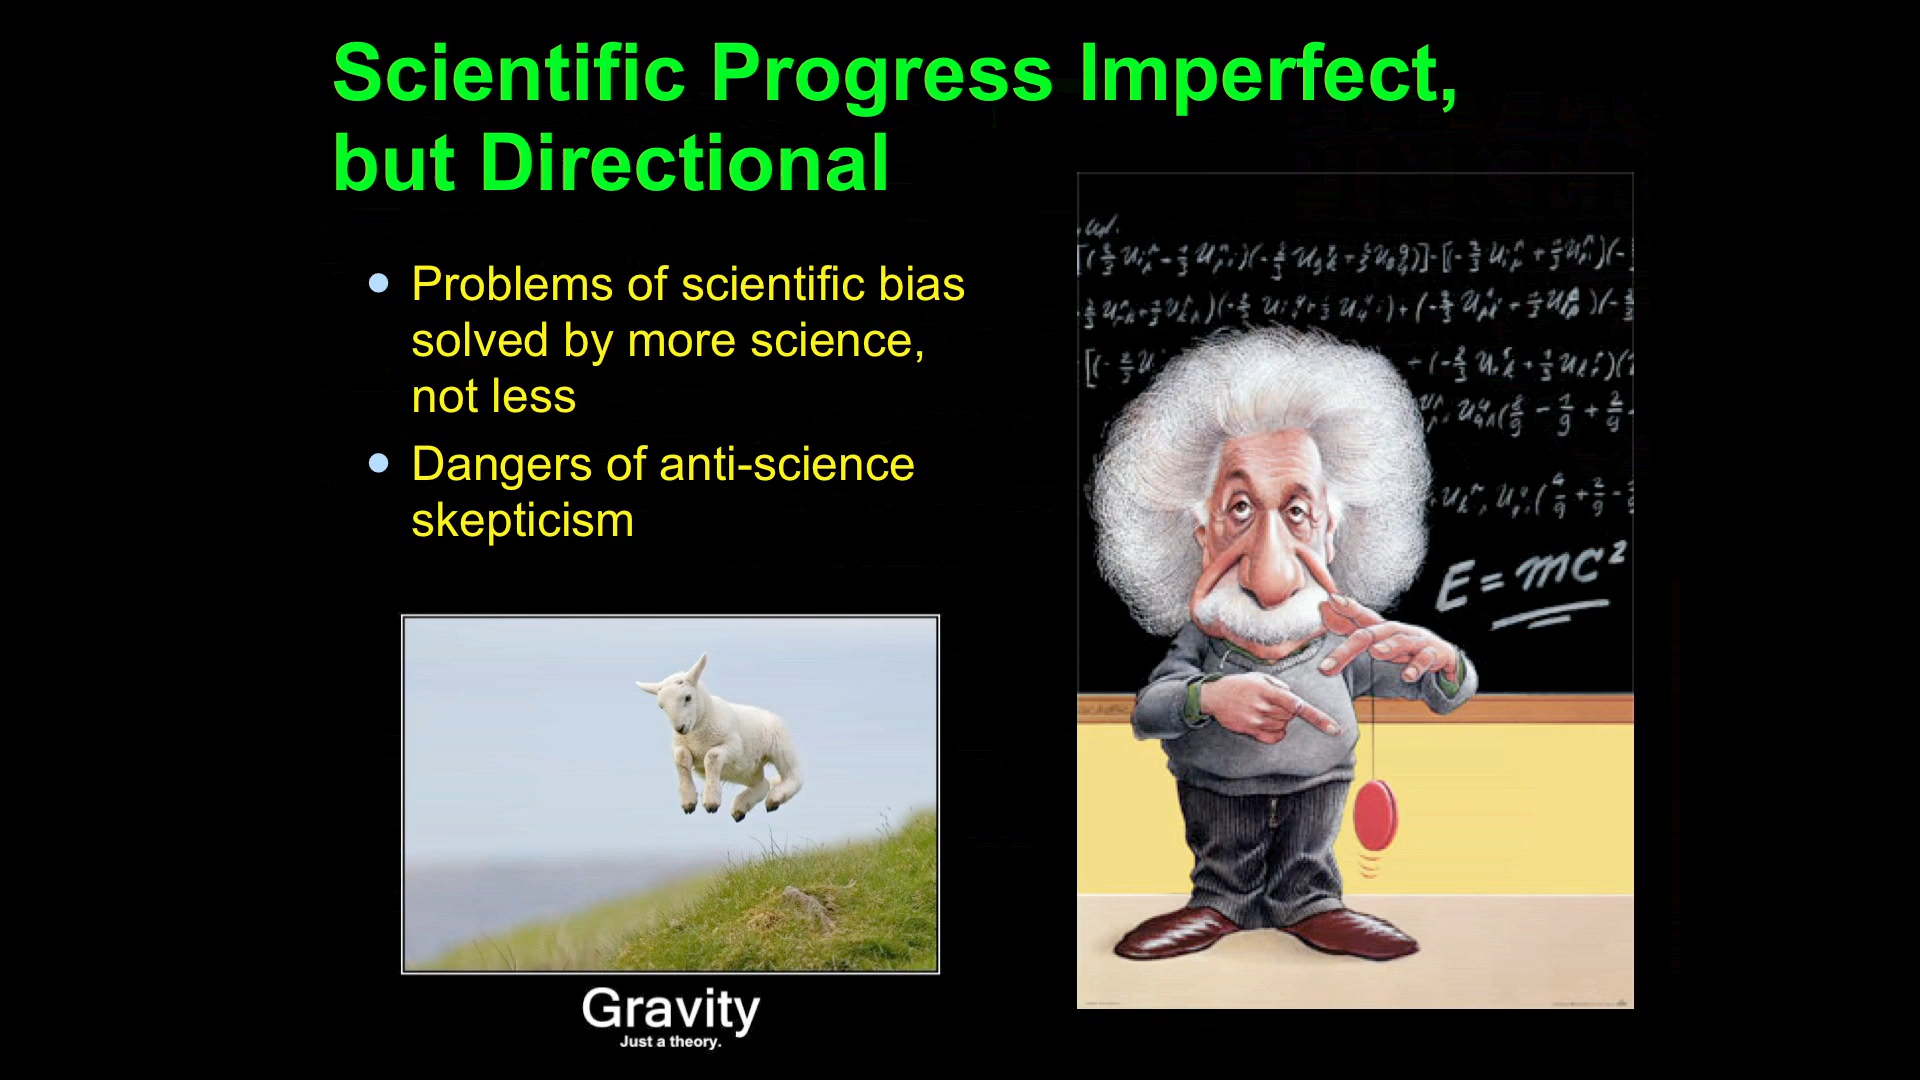 Scientific Progress Imperfect,
but Directional
Problems of scientific bias
solved by more science,
not less
Dangers of anti-science
skepticism
E = mc²
Gravity
Just a theory.